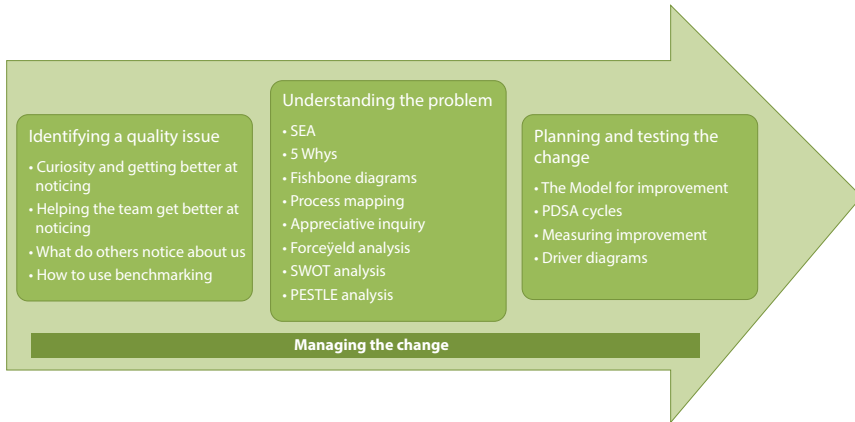 Identifying a quality issue
• Curiosity and getting better at
noticing
• Helping the team get better at
noticing
• What do others notice about us
• How to use benchmarking
Understanding the problem
• SEA
• 5 Whys
• Fishbone diagrams
• Process mapping
• Appreciative inquiry
• Forceÿeld analysis
• SWOT analysis
• PESTLE analysis
Planning and testing the
change
• The Model for improvement
• PDSA cycles
• Measuring improvement
• Driver diagrams
Managing the change